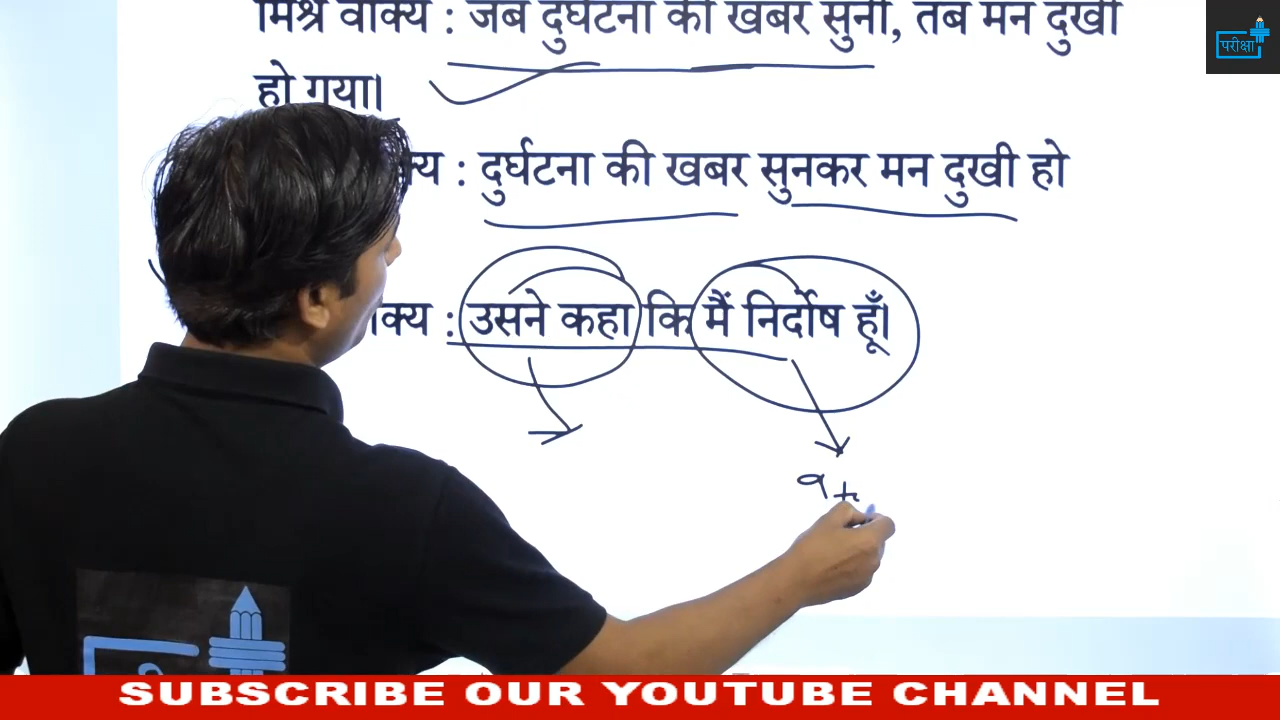 मिश्र वाक्य : जब दुर्घटना की खबर सुनी, तब मन दुखी
हो गया।
क्य : दुर्घटना की खबर सुनकर मन दुखी हो
वाक्य : उसने कहा कि मैं निर्दोष हूँ।
परीक्षा
SUBSCRIBE OUR YOUTUBE CHANNEL